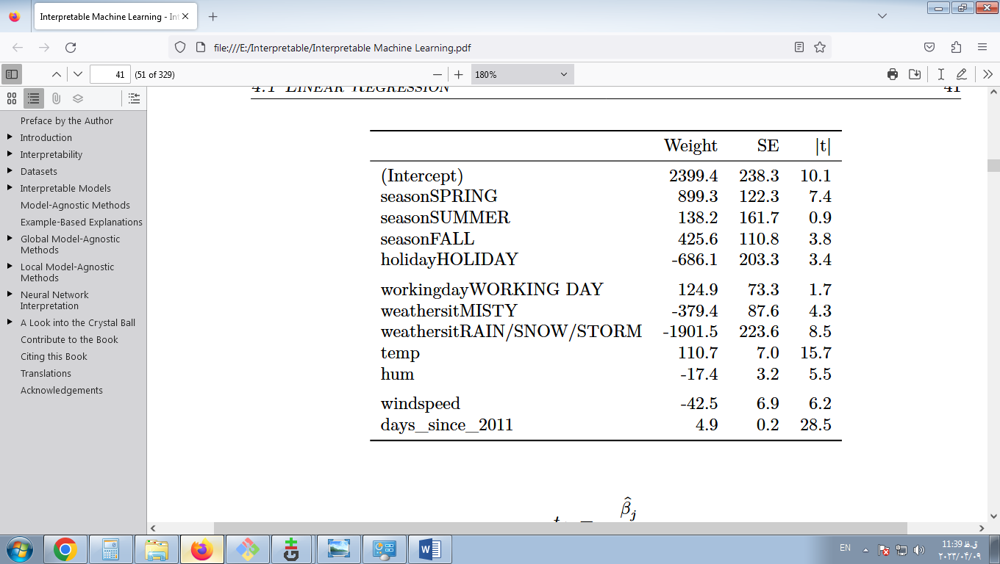 Interpretable Machine Learning - Int
file:///E:/Interpretable/Interpretable Machine Learning.pdf
41 (51 of 329)
180%
Preface by the Author
Introduction
Interpretability
Datasets
Interpretable Models
Model-Agnostic Methods
Example-Based Explanations
Global Model-Agnostic
Methods
Local Model-Agnostic
Methods
Neural Network
Interpretation
A Look into the Crystal Ball
Contribute to the Book
Citing this Book
Translations
Acknowledgements
4.1 LINEAR REGRESSION 41
Weight SE |t|
(Intercept) 2399.4 238.3 10.1
seasonSPRING 899.3 122.3 7.4
seasonSUMMER 138.2 161.7 0.9
seasonFALL 425.6 110.8 3.8
holidayHOLIDAY -686.1 203.3 3.4
workingdayWORKING DAY 124.9 73.3 1.7
weathersitMISTY -379.4 87.6 4.3
weathersitRAIN/SNOW/STORM -1901.5 223.6 8.5
temp 110.7 7.0 15.7
hum -17.4 3.2 5.5
windspeed -42.5 6.9 6.2
days_since_2011 4.9 0.2 28.5
β̂j
EN
11:39 ق.ظ
۲۰۲۳/۰۴/۰۹